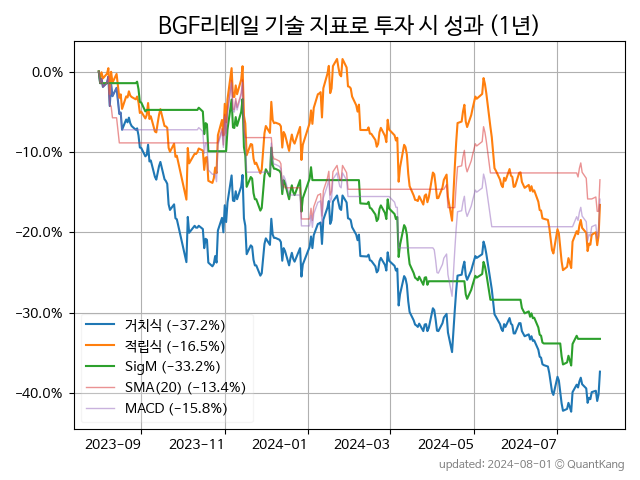 BGF리테일 기술 지표로 투자 시 성과 (1년)
0.0%
−10.0%
−20.0%
−30.0%
−40.0%
거치식 (−37.2%)
적립식 (−16.5%)
SigM (−33.2%)
SMA(20) (−13.4%)
MACD (−15.8%)
2023-09 2023-11 2024-01 2024-03 2024-05 2024-07
updated: 2024-08-01 © QuantKang